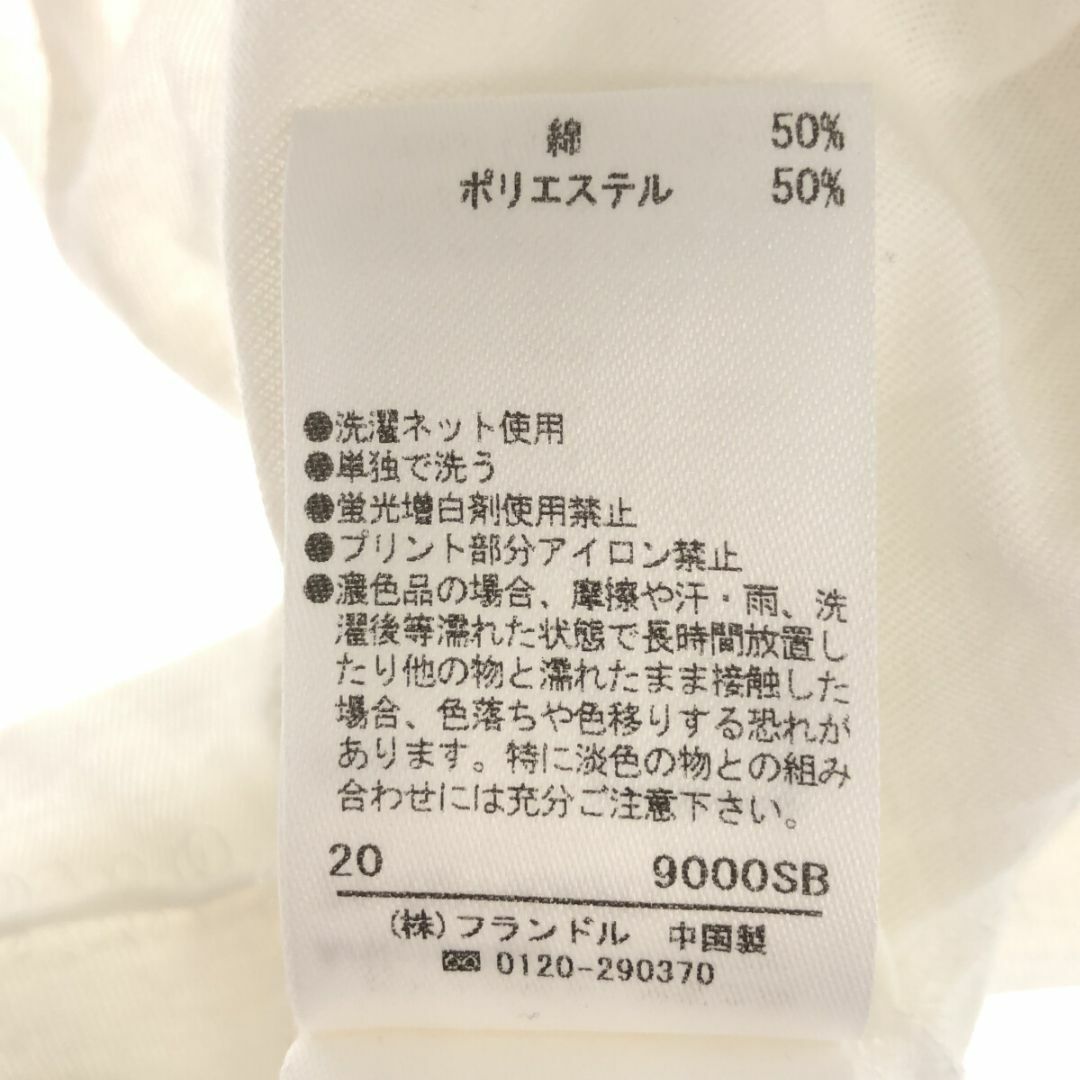 綿 50%
ポリエステル 50%
●洗濯ネット使用
●単独で洗う
●蛍光増白剤使用禁止
●プリント部分アイロン禁止
●濃色品の場合、摩擦や汗・雨、洗
濯後等濡れた状態で長時間放置し
たり他の物と濡れたまま接触した
場合、色落ちや色移りする恐れが
あります。特に淡色の物との組み
合わせには充分ご注意下さい。
20 9000SB
(株)フランドル 中国製
0120-290370